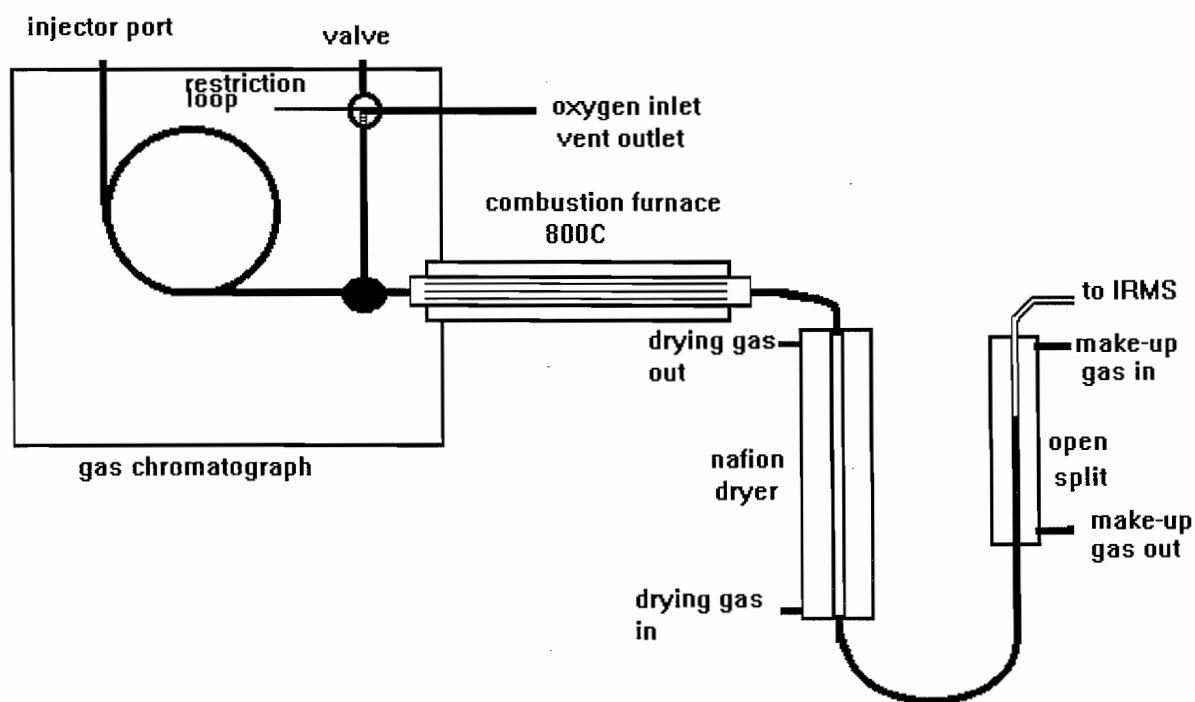 injector port
valve
restriction
loop
oxygen inlet
vent outlet
combustion furnace
800C
to IRMS
drying gas
out
make-up
gas in
gas chromatograph
nafion
dryer
open
split
make-up
gas out
drying gas
in